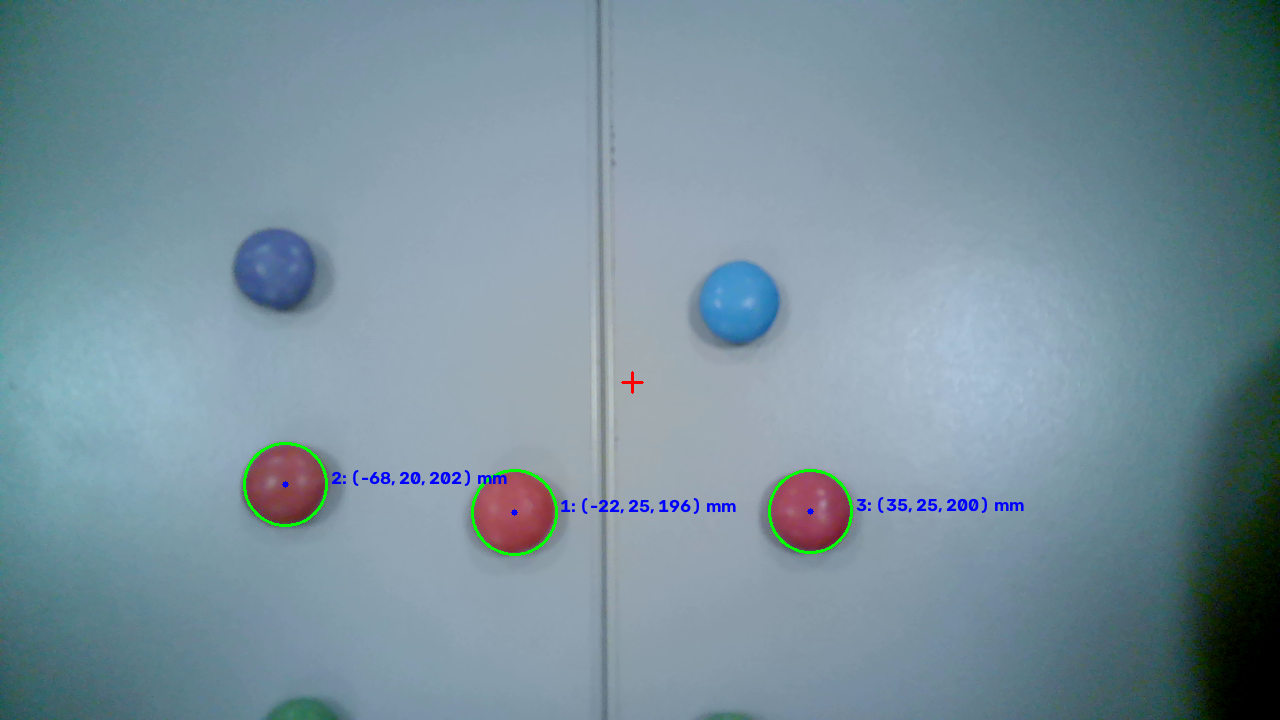 2: (-68, 20, 202) mm
1: (-22, 25, 196) mm
3: (35, 25, 200) mm